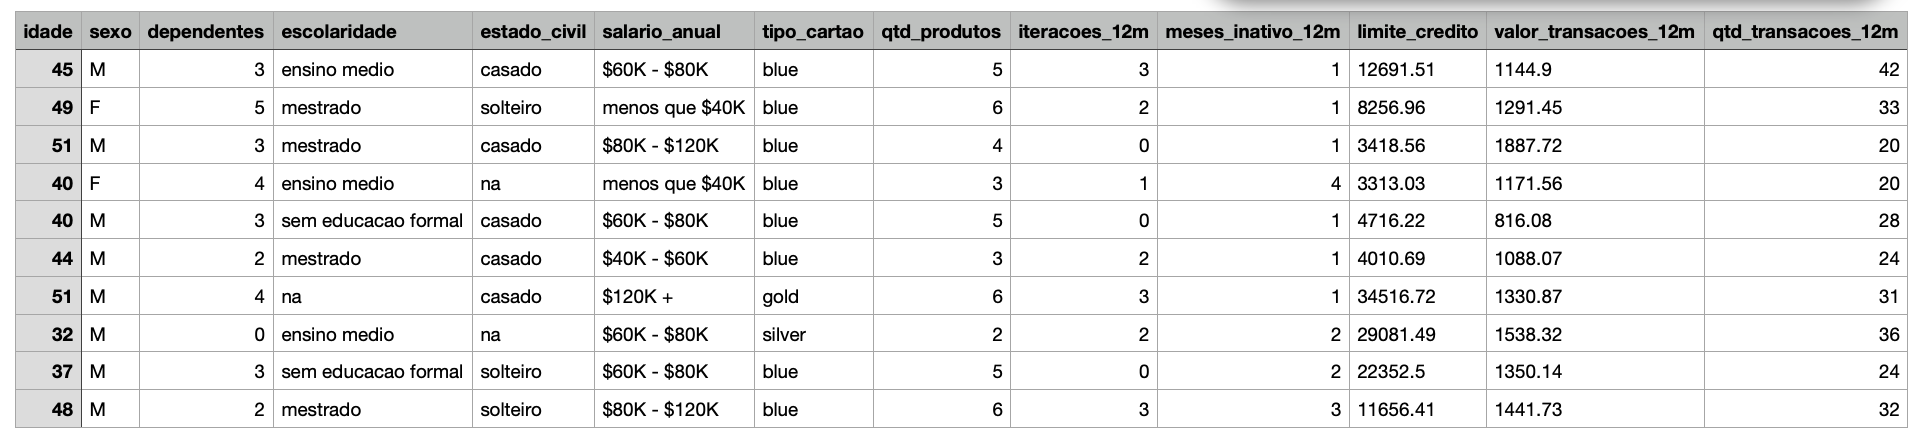 idade sexo dependentes escolaridade estado_civil salario_anual tipo_cartao qtd_produtos iteracoes_12m meses_inativo_12m limite_credito valor_transacoes_12m qtd_transacoes_12m
45 M 3 ensino medio casado $60K - $80K blue 5 3 1 12691.51 1144.9 42
49 F 5 mestrado solteiro menos que $40K blue 6 2 1 8256.96 1291.45 33
51 M 3 mestrado casado $80K - $120K blue 4 0 1 3418.56 1887.72 20
40 F 4 ensino medio na menos que $40K blue 3 1 4 3313.03 1171.56 20
40 M 3 sem educacao formal casado $60K - $80K blue 5 0 1 4716.22 816.08 28
44 M 2 mestrado casado $40K - $60K blue 3 2 1 4010.69 1088.07 24
51 M 4 na casado $120K + gold 6 3 1 34516.72 1330.87 31
32 M 0 ensino medio na $60K - $80K silver 2 2 2 29081.49 1538.32 36
37 M 3 sem educacao formal solteiro $60K - $80K blue 5 0 2 22352.5 1350.14 24
48 M 2 mestrado solteiro $80K - $120K blue 6 3 3 11656.41 1441.73 32